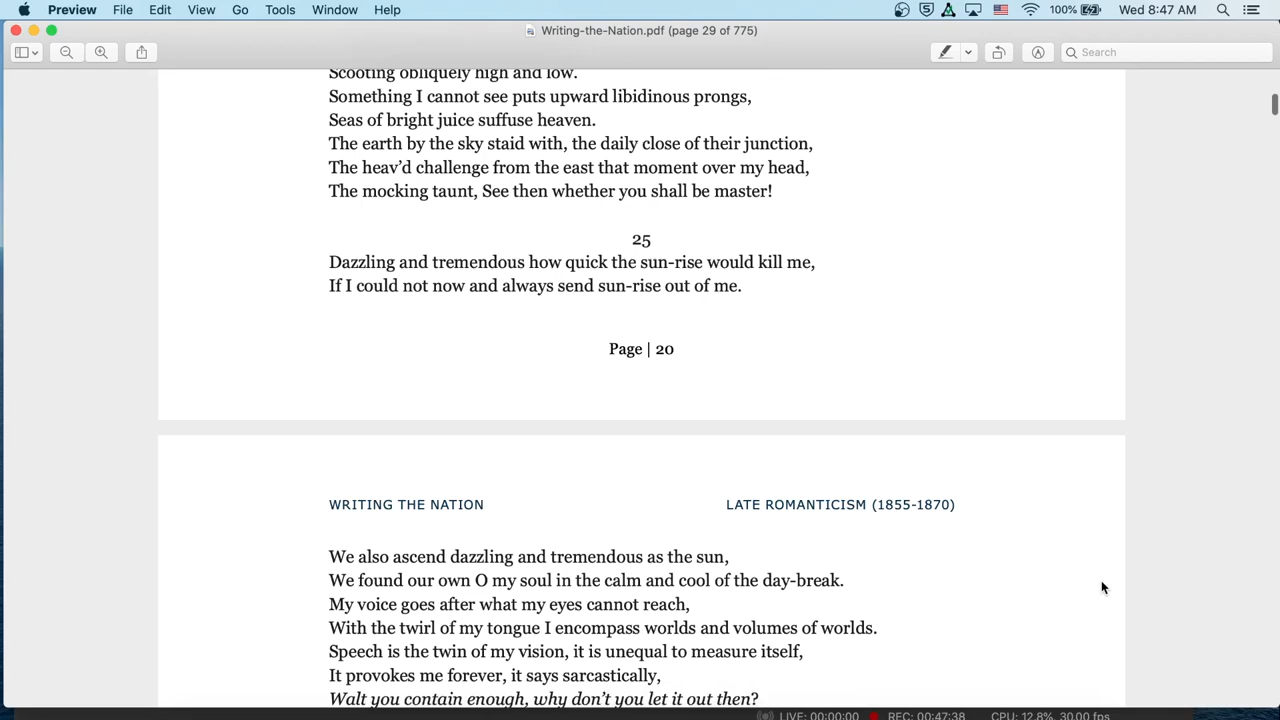 Preview File Edit View Go Tools Window Help 100% Wed 8:47 AM
Writing-the-Nation.pdf (page 29 of 775)
Search
Scooting obliquely high and low.
Something I cannot see puts upward libidinous prongs,
Seas of bright juice suffuse heaven.
The earth by the sky staid with, the daily close of their junction,
The heav’d challenge from the east that moment over my head,
The mocking taunt, See then whether you shall be master!
25
Dazzling and tremendous how quick the sun-rise would kill me,
If I could not now and always send sun-rise out of me.
Page | 20
WRITING THE NATION LATE ROMANTICISM (1855-1870)
We also ascend dazzling and tremendous as the sun,
We found our own O my soul in the calm and cool of the day-break.
My voice goes after what my eyes cannot reach,
With the twirl of my tongue I encompass worlds and volumes of worlds.
Speech is the twin of my vision, it is unequal to measure itself,
It provokes me forever, it says sarcastically,
Walt you contain enough, why don’t you let it out then?
LIVE: 00:00:00 REC: 00:47:38 CPU: 12.8%, 30.00 fps